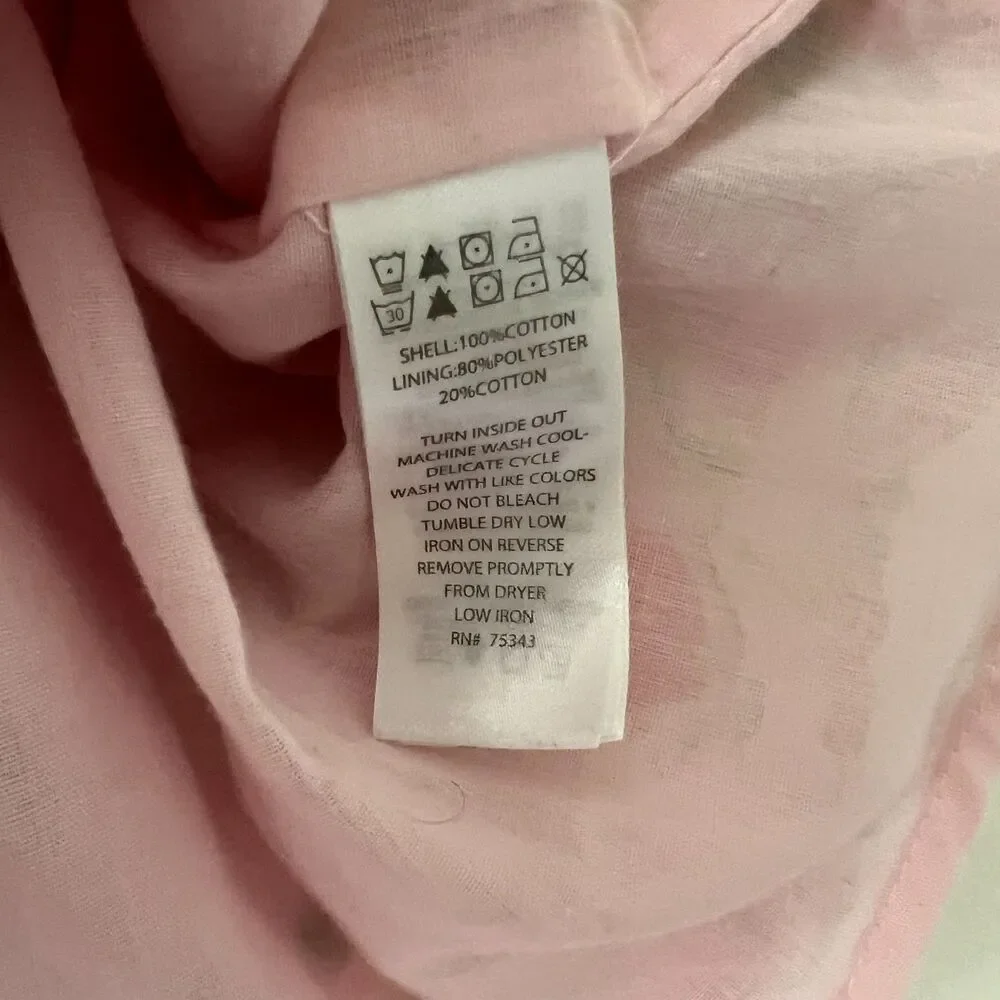 30
SHELL:100%COTTON
LINING:80%POLYESTER
20%COTTON
TURN INSIDE OUT
MACHINE WASH COOL-
DELICATE CYCLE
WASH WITH LIKE COLORS
DO NOT BLEACH
TUMBLE DRY LOW
IRON ON REVERSE
REMOVE PROMPTLY
FROM DRYER
LOW IRON
RN# 75343